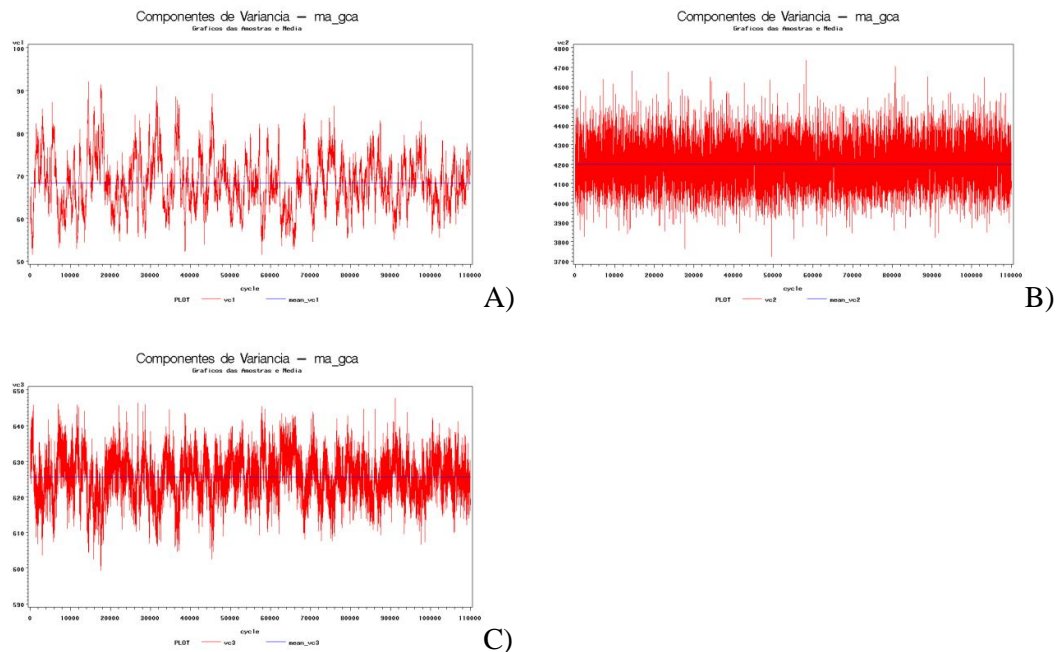 Componentes de Variancia — ma_gca
Graficos das Amostras e Media
vc1
100
90
80
70
60
50
0 10000 20000 30000 40000 50000 60000 70000 80000 90000 100000 110000
cycle
PLOT vc1 mean_vc1
A)
Componentes de Variancia — ma_gca
Graficos das Amostras e Media
vc2
4800
4700
4600
4500
4400
4300
4200
4100
4000
3900
3800
3700
0 10000 20000 30000 40000 50000 60000 70000 80000 90000 100000 110000
cycle
PLOT vc2 mean_vc2
B)
Componentes de Variancia — ma_gca
Graficos das Amostras e Media
vc3
650
640
630
620
610
600
590
0 10000 20000 30000 40000 50000 60000 70000 80000 90000 100000 110000
cycle
PLOT vc3 mean_vc3
C)